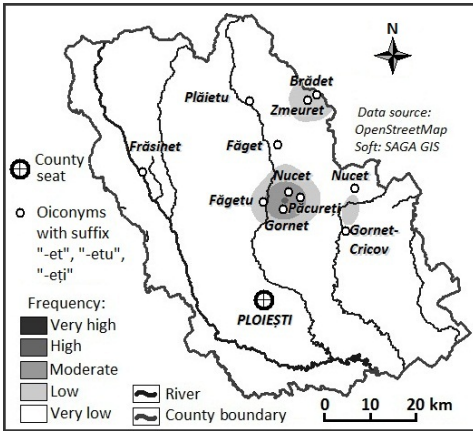 N
Brădet
Zmeuret
Plăietu
Data source:
OpenStreetMap
Soft: SAGA GIS
Frăsihet
Făget
County
seat
Nucet
Nucet
Oiconyms
with suffix
"-et", "-etu",
"-eți"
Făgetu
Păcureți
Gornet
Gornet-
Cricov
Frequency:
Very high
High
Moderate
Low
Very low
PLOIEȘTI
River
County boundary
0 10 20 km